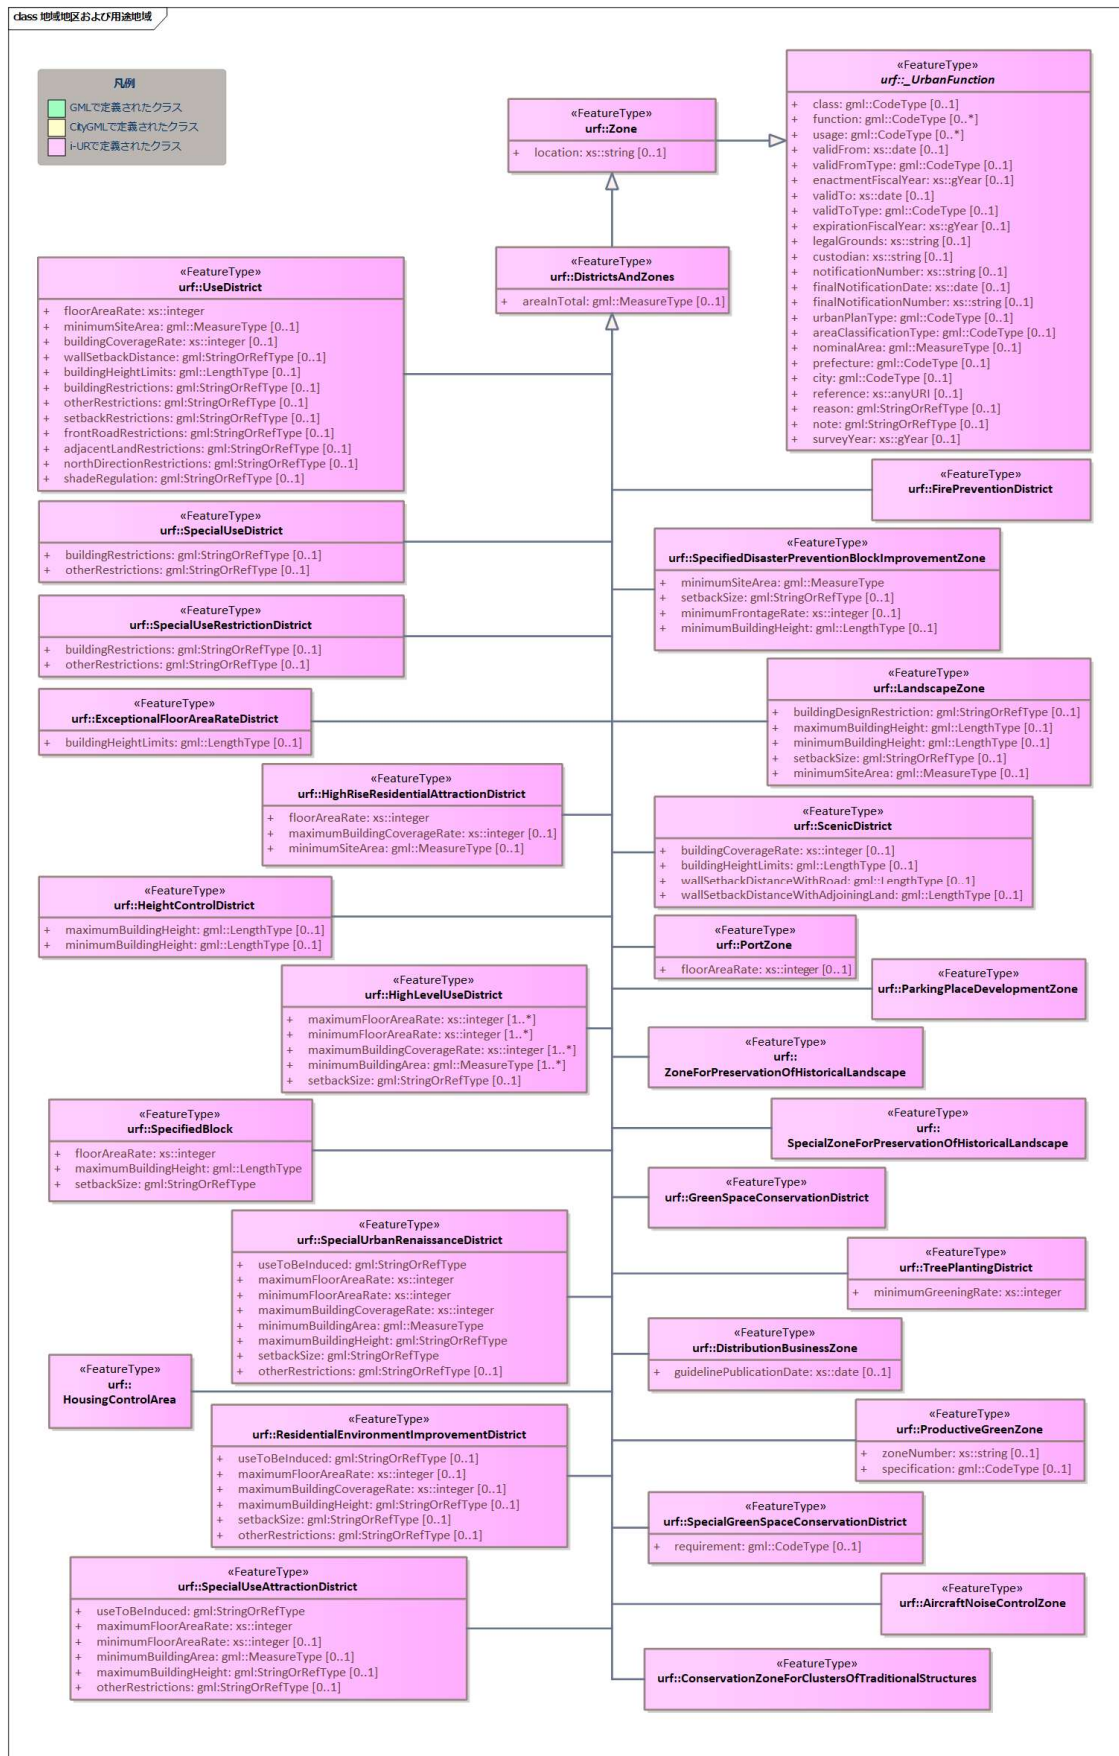 class 地域地区および用途地域
凡例
GMLで定義されたクラス
CityGMLで定義されたクラス
i-URで定義されたクラス
«FeatureType»
urf::_UrbanFunction
+ class: gml::CodeType [0..1]
+ function: gml::CodeType [0..*]
+ usage: gml::CodeType [0..*]
+ validFrom: xs::date [0..1]
+ validFromType: gml::CodeType [0..1]
+ enactmentFiscalYear: xs::gYear [0..1]
+ validTo: xs::date [0..1]
+ validToType: gml::CodeType [0..1]
+ expirationFiscalYear: xs::gYear [0..1]
+ legalGrounds: xs::string [0..1]
+ custodian: xs::string [0..1]
+ notificationNumber: xs::string [0..1]
+ finalNotificationDate: xs::date [0..1]
+ finalNotificationNumber: xs::string [0..1]
+ urbanPlanType: gml::CodeType [0..1]
+ areaClassificationType: gml::CodeType [0..1]
+ nominalArea: gml::MeasureType [0..1]
+ prefecture: gml::CodeType [0..1]
+ city: gml::CodeType [0..1]
+ reference: xs::anyURI [0..1]
+ reason: gml:StringOrRefType [0..1]
+ note: gml:StringOrRefType [0..1]
+ surveyYear: xs::gYear [0..1]
«FeatureType»
urf::Zone
+ location: xs::string [0..1]
«FeatureType»
urf::DistrictsAndZones
+ areaInTotal: gml::MeasureType [0..1]
«FeatureType»
urf::UseDistrict
+ floorAreaRate: xs::integer
+ minimumSiteArea: gml::MeasureType [0..1]
+ buildingCoverageRate: xs::integer [0..1]
+ wallSetbackDistance: gml:StringOrRefType [0..1]
+ buildingHeightLimits: gml::LengthType [0..1]
+ buildingRestrictions: gml:StringOrRefType [0..1]
+ otherRestrictions: gml:StringOrRefType [0..1]
+ setbackRestrictions: gml:StringOrRefType [0..1]
+ frontRoadRestrictions: gml:StringOrRefType [0..1]
+ adjacentLandRestrictions: gml:StringOrRefType [0..1]
+ northDirectionRestrictions: gml:StringOrRefType [0..1]
+ shadeRegulation: gml:StringOrRefType [0..1]
«FeatureType»
urf::FirePreventionDistrict
«FeatureType»
urf::SpecialUseDistrict
+ buildingRestrictions: gml:StringOrRefType [0..1]
+ otherRestrictions: gml:StringOrRefType [0..1]
«FeatureType»
urf::SpecifiedDisasterPreventionBlockImprovementZone
+ minimumSiteArea: gml::MeasureType
+ setbackSize: gml:StringOrRefType [0..1]
+ minimumFrontageRate: xs::integer [0..1]
+ minimumBuildingHeight: gml::LengthType [0..1]
«FeatureType»
urf::SpecialUseRestrictionDistrict
+ buildingRestrictions: gml:StringOrRefType [0..1]
+ otherRestrictions: gml:StringOrRefType [0..1]
«FeatureType»
urf::LandscapeZone
+ buildingDesignRestriction: gml:StringOrRefType [0..1]
+ maximumBuildingHeight: gml::LengthType [0..1]
+ minimumBuildingHeight: gml::LengthType [0..1]
+ setbackSize: gml:StringOrRefType [0..1]
+ minimumSiteArea: gml::MeasureType [0..1]
«FeatureType»
urf::ExceptionalFloorAreaRateDistrict
+ buildingHeightLimits: gml::LengthType [0..1]
«FeatureType»
urf::HighRiseResidentialAttractionDistrict
+ floorAreaRate: xs::integer
+ maximumBuildingCoverageRate: xs::integer [0..1]
+ minimumSiteArea: gml::MeasureType [0..1]
«FeatureType»
urf::ScenicDistrict
+ buildingCoverageRate: xs::integer [0..1]
+ buildingHeightLimits: gml::LengthType [0..1]
+ wallSetbackDistanceWithRoad: gml::LengthType [0..1]
+ wallSetbackDistanceWithAdjoiningLand: gml::LengthType [0..1]
«FeatureType»
urf::HeightControlDistrict
+ maximumBuildingHeight: gml::LengthType [0..1]
+ minimumBuildingHeight: gml::LengthType [0..1]
«FeatureType»
urf::PortZone
+ floorAreaRate: xs::integer [0..1]
«FeatureType»
urf::ParkingPlaceDevelopmentZone
«FeatureType»
urf::HighLevelUseDistrict
+ maximumFloorAreaRate: xs::integer [1..*]
+ minimumFloorAreaRate: xs::integer [1..*]
+ maximumBuildingCoverageRate: xs::integer [1..*]
+ minimumBuildingArea: gml::MeasureType [1..*]
+ setbackSize: gml:StringOrRefType [0..1]
«FeatureType»
urf::
ZoneForPreservationOfHistoricalLandscape
«FeatureType»
urf::SpecifiedBlock
+ floorAreaRate: xs::integer
+ maximumBuildingHeight: gml::LengthType
+ setbackSize: gml:StringOrRefType
«FeatureType»
urf::
SpecialZoneForPreservationOfHistoricalLandscape
«FeatureType»
urf::GreenSpaceConservationDistrict
«FeatureType»
urf::SpecialUrbanRenaissanceDistrict
+ useToBeInduced: gml:StringOrRefType
+ maximumFloorAreaRate: xs::integer
+ minimumFloorAreaRate: xs::integer
+ maximumBuildingCoverageRate: xs::integer
+ minimumBuildingArea: gml::MeasureType
+ maximumBuildingHeight: gml:StringOrRefType
+ setbackSize: gml:StringOrRefType
+ otherRestrictions: gml:StringOrRefType [0..1]
«FeatureType»
urf::TreePlantingDistrict
+ minimumGreeningRate: xs::integer
«FeatureType»
urf::DistributionBusinessZone
+ guidelinePublicationDate: xs::date [0..1]
«FeatureType»
urf::
HousingControlArea
«FeatureType»
urf::ProductiveGreenZone
+ zoneNumber: xs::string [0..1]
+ specification: gml::CodeType [0..1]
«FeatureType»
urf::ResidentialEnvironmentImprovementDistrict
+ useToBeInduced: gml:StringOrRefType [0..1]
+ maximumFloorAreaRate: xs::integer [0..1]
+ maximumBuildingCoverageRate: xs::integer [0..1]
+ maximumBuildingHeight: gml:StringOrRefType [0..1]
+ setbackSize: gml:StringOrRefType [0..1]
+ otherRestrictions: gml:StringOrRefType [0..1]
«FeatureType»
urf::SpecialGreenSpaceConservationDistrict
+ requirement: gml::CodeType [0..1]
«FeatureType»
urf::SpecialUseAttractionDistrict
+ useToBeInduced: gml:StringOrRefType
+ maximumFloorAreaRate: xs::integer
+ minimumFloorAreaRate: xs::integer [0..1]
+ minimumBuildingArea: gml::MeasureType [0..1]
+ maximumBuildingHeight: gml:StringOrRefType [0..1]
+ otherRestrictions: gml:StringOrRefType [0..1]
«FeatureType»
urf::AircraftNoiseControlZone
«FeatureType»
urf::ConservationZoneForClustersOfTraditionalStructures